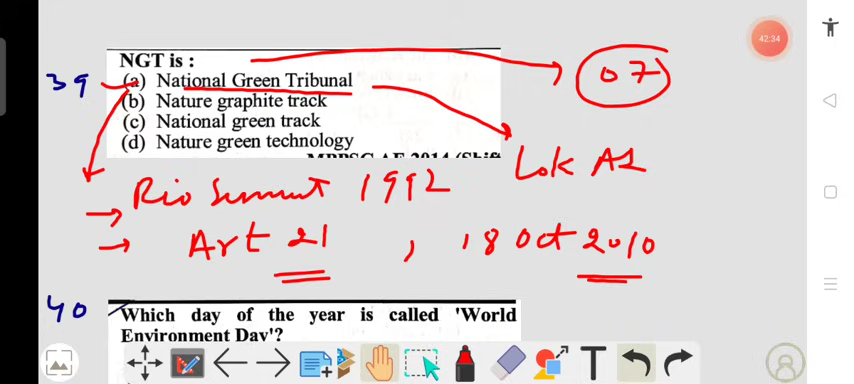 42:34
39
NGT is :
(a) National Green Tribunal
(b) Nature graphite track
(c) National green track
(d) Nature green technology
07
Lok
→ Rio Summit 1992
→ Art 21 , 18 Oct 2010
40
Which day of the year is called 'World
Environment Day'?
T